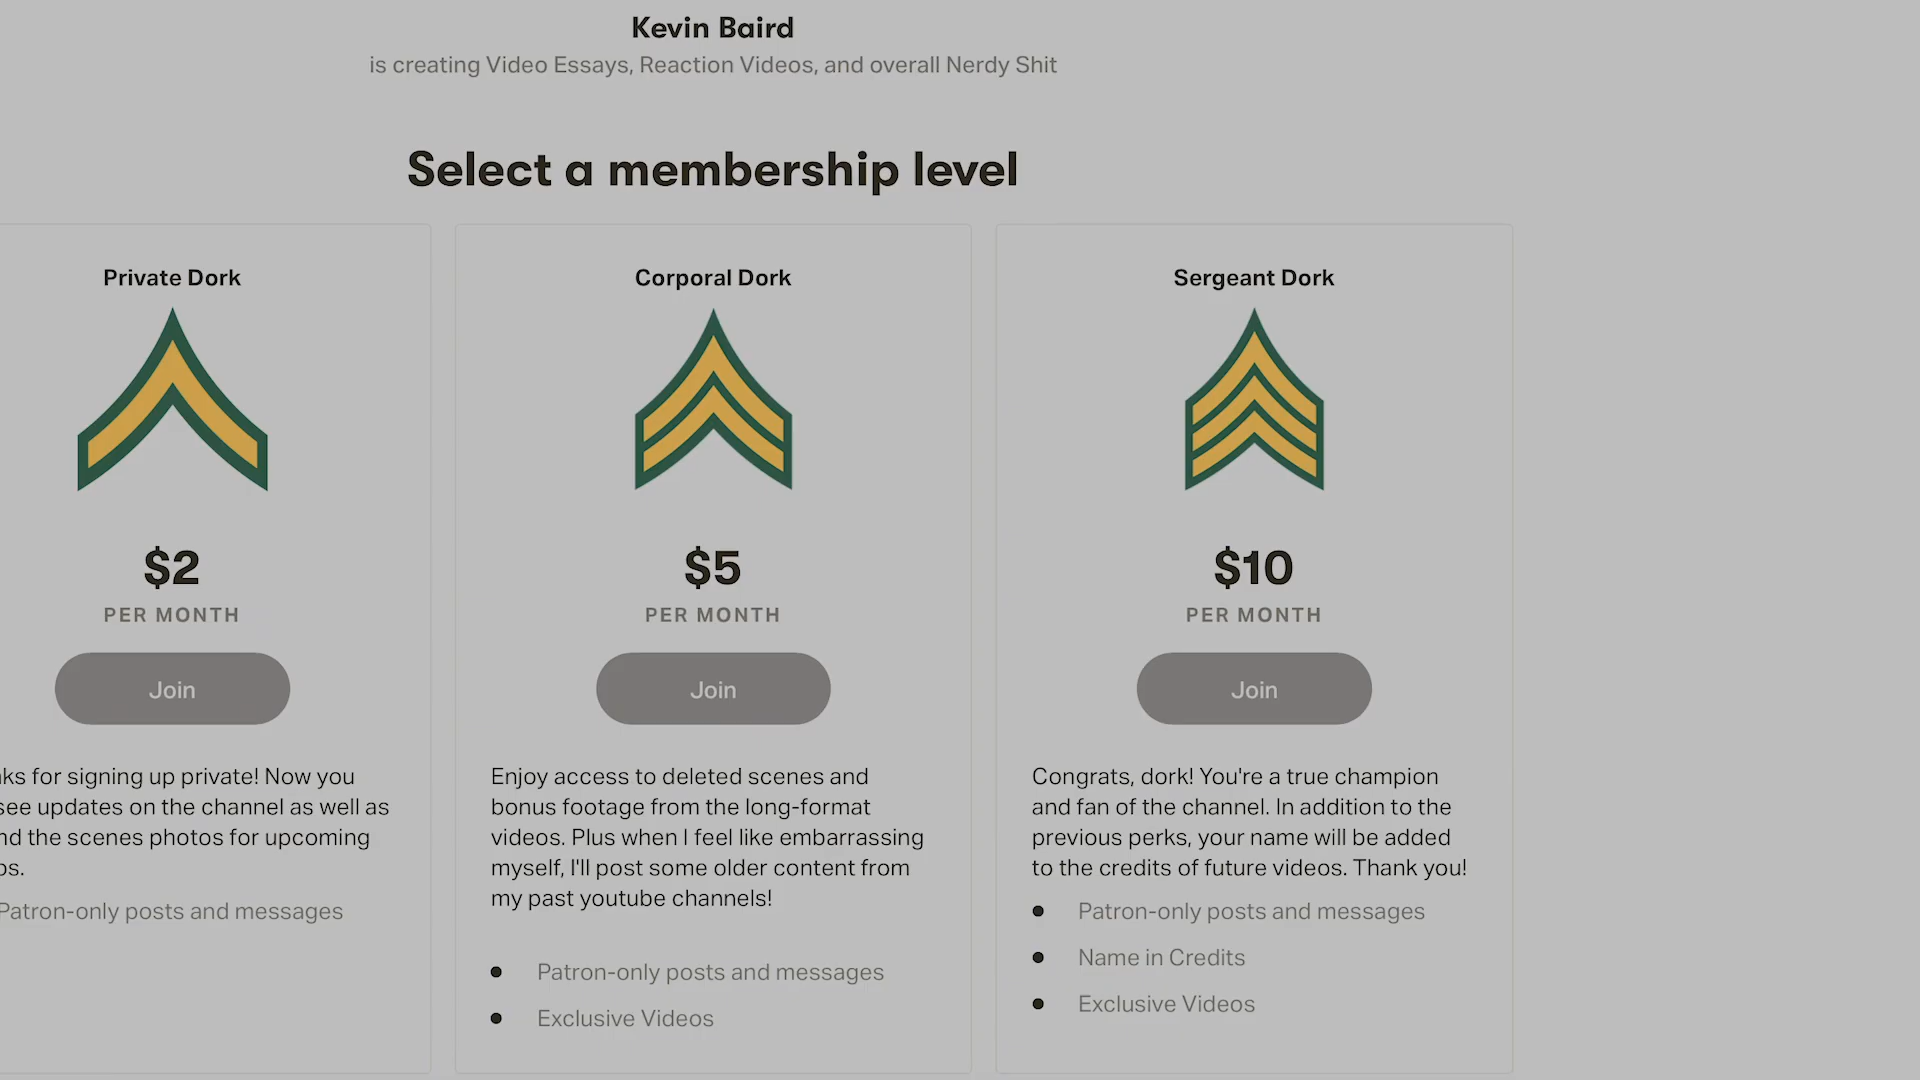 Kevin Baird
is creating Video Essays, Reaction Videos, and overall Nerdy Shit
Select a membership level
Private Dork
$2
PER MONTH
Join
for signing up private! Now you
see updates on the channel as well as
the scenes photos for upcoming
Patron-only posts and messages
Corporal Dork
$5
PER MONTH
Join
Enjoy access to deleted scenes and
bonus footage from the long-format
videos. Plus when I feel like embarrassing
myself, I'll post some older content from
my past youtube channels!
Patron-only posts and messages
Exclusive Videos
Sergeant Dork
$10
PER MONTH
Join
Congrats, dork! You're a true champion
and fan of the channel. In addition to the
previous perks, your name will be added
to the credits of future videos. Thank you!
Patron-only posts and messages
Name in Credits
Exclusive Videos